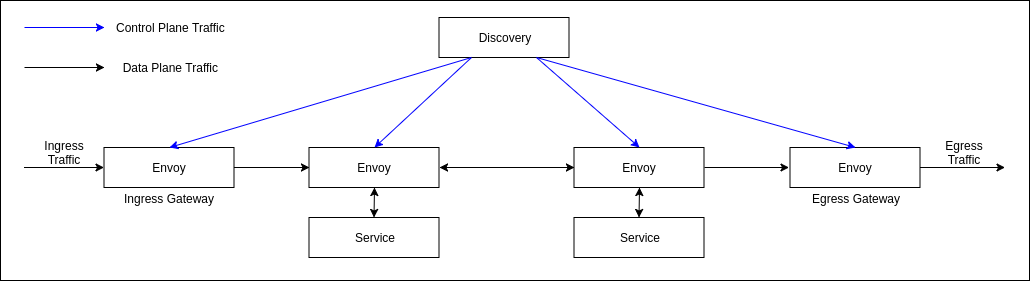 Control Plane Traffic
Discovery
Data Plane Traffic
Ingress
Traffic
Egress
Traffic
Envoy
Envoy
Envoy
Envoy
Ingress Gateway
Egress Gateway
Service
Service